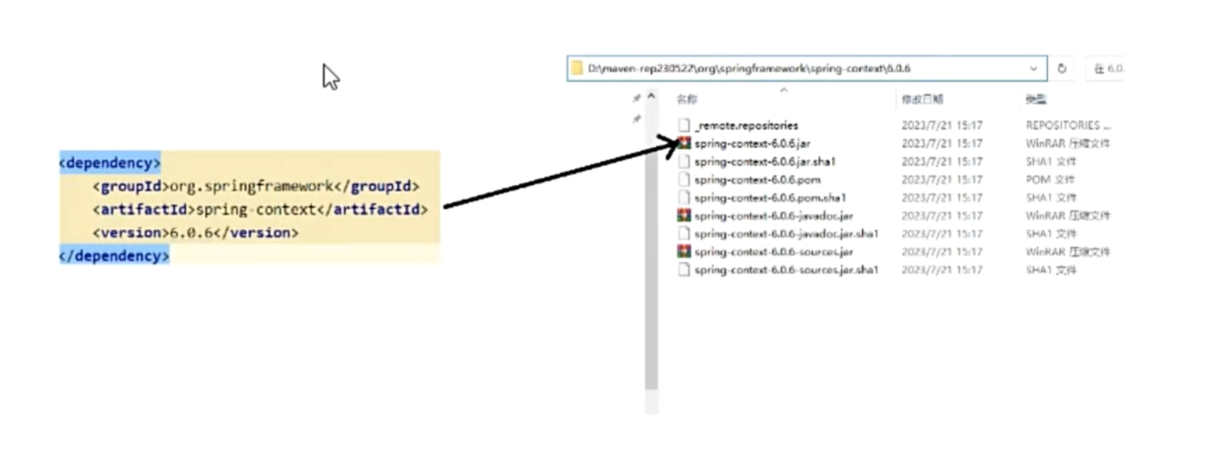 <dependency>
<groupId>org.springframework</groupId>
<artifactId>spring-context</artifactId>
<version>6.0.6</version>
</dependency>
D:\maven-rep230522\org\springframework\spring-context\6.0.6
在 6.0.
名称 修改日期 类型
_remote.repositories 2023/7/21 15:17 REPOSITORIES ...
spring-context-6.0.6.jar 2023/7/21 15:17 WinRAR 压缩文件
spring-context-6.0.6.jar.sha1 2023/7/21 15:17 SHA1 文件
spring-context-6.0.6.pom 2023/7/21 15:17 POM 文件
spring-context-6.0.6.pom.sha1 2023/7/21 15:17 SHA1 文件
spring-context-6.0.6-javadoc.jar 2023/7/21 15:17 WinRAR 压缩文件
spring-context-6.0.6-javadoc.jar.sha1 2023/7/21 15:17 SHA1 文件
spring-context-6.0.6-sources.jar 2023/7/21 15:17 WinRAR 压缩文件
spring-context-6.0.6-sources.jar.sha1 2023/7/21 15:17 SHA1 文件